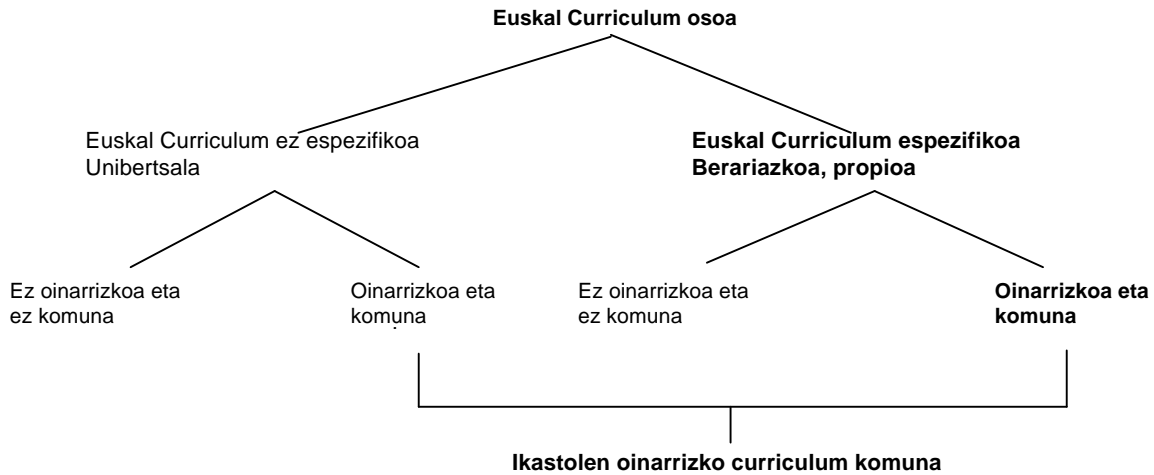 Euskal Curriculum osoa
Euskal Curriculum ez espezifikoa
Unibertsala
Euskal Curriculum espezifikoa
Berariazkoa, propioa
Ez oinarrizkoa eta
ez komuna
Oinarrizkoa eta
komuna
Ez oinarrizkoa eta
ez komuna
Oinarrizkoa eta
komuna
Ikastolen oinarrizko curriculum komuna